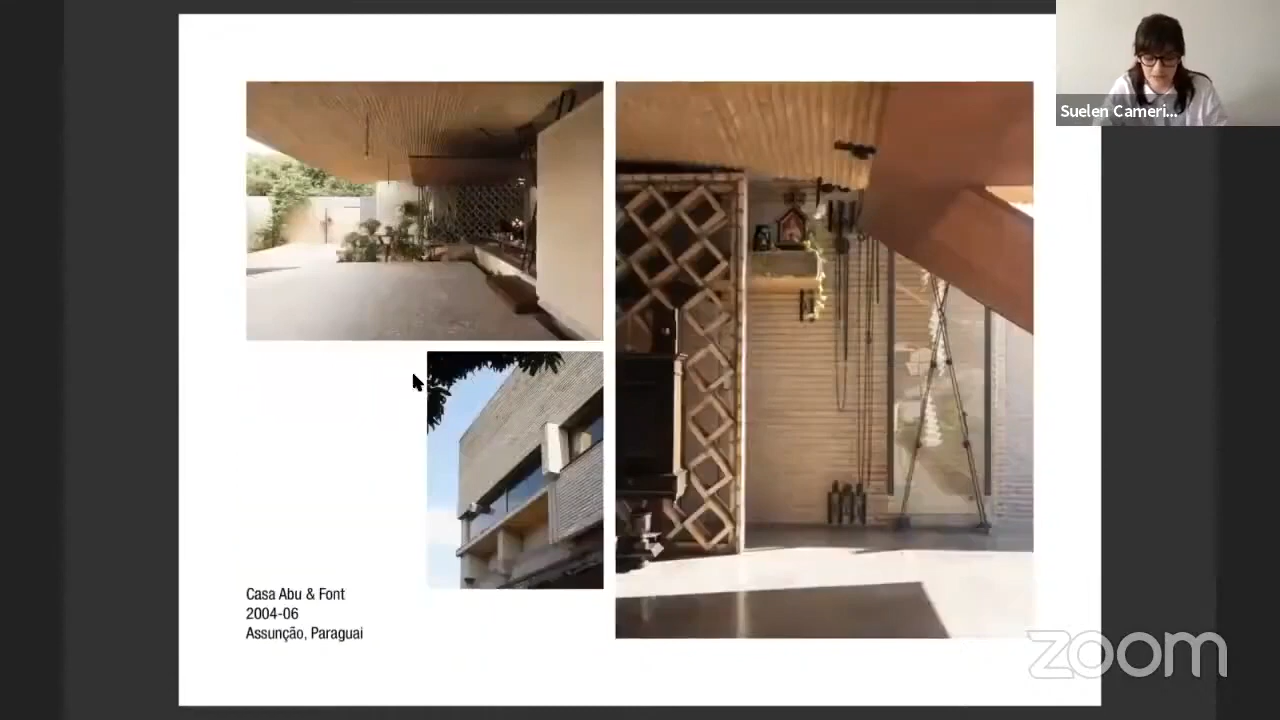 Suelen Cameri...
Casa Abu & Font
2004-06
Assunção, Paraguai
zoom